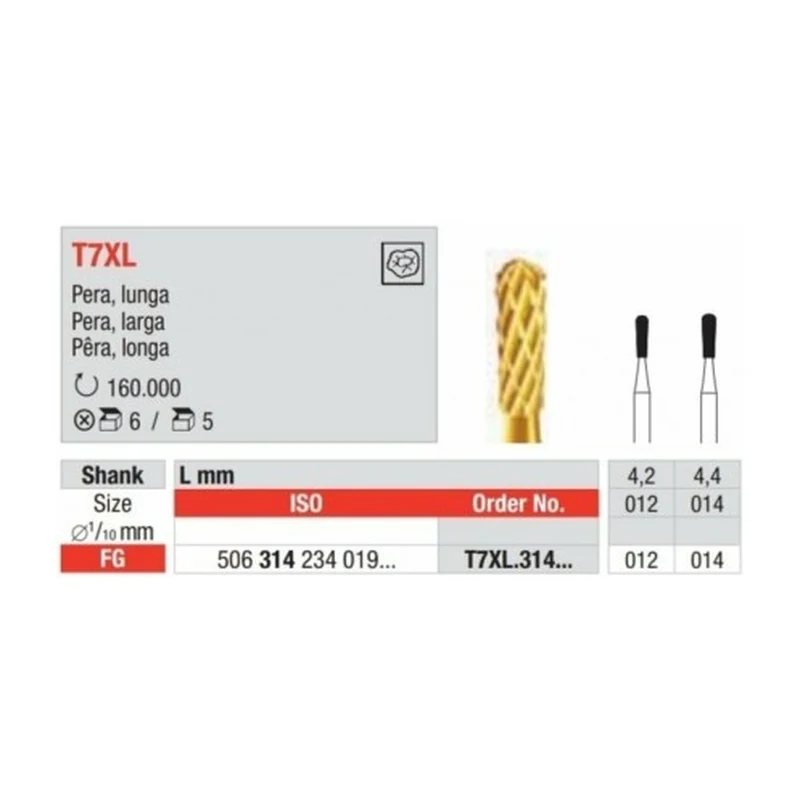 T7XL
Pera, lunga
Pera, larga
Pêra, longa
160.000
6 / 5
Shank L mm 4,2 4,4
Size ISO Order No. 012 014
∅1/10 mm
FG 506 314 234 019... T7XL.314... 012 014